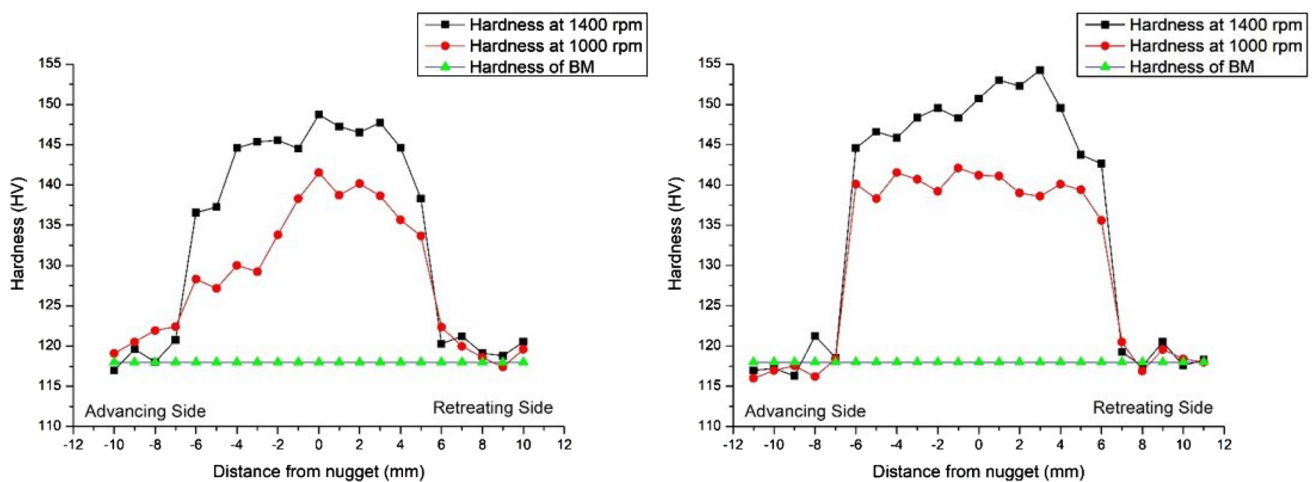 Hardness at 1400 rpm
Hardness at 1000 rpm
Hardness of BM
155
150
145
140
135
130
125
120
115
110
Hardness (HV)
Advancing Side
Retreating Side
-12 -10 -8 -6 -4 -2 0 2 4 6 8 10 12
Distance from nugget (mm)
Hardness at 1400 rpm
Hardness at 1000 rpm
Hardness of BM
155
150
145
140
135
130
125
120
115
110
Hardness (HV)
Advancing Side
Retreating Side
-12 -10 -8 -6 -4 -2 0 2 4 6 8 10 12
Distance from nugget (mm)